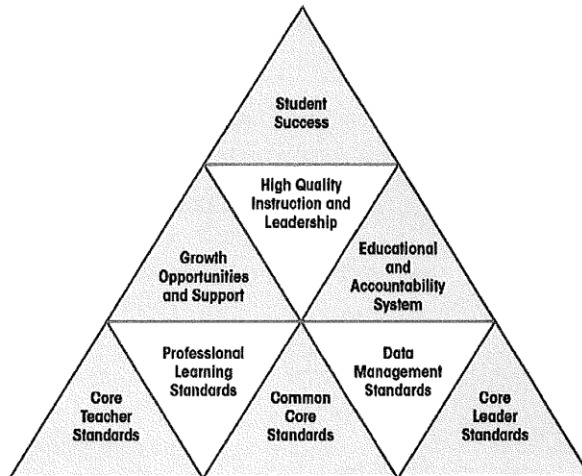 Student
Success
High Quality
Instruction and
Leadership
Growth
Opportunities
and Support
Educational
and
Accountability
System
Core
Teacher
Standards
Professional
Learning
Standards
Common
Core
Standards
Data
Management
Standards
Core
Leader
Standards